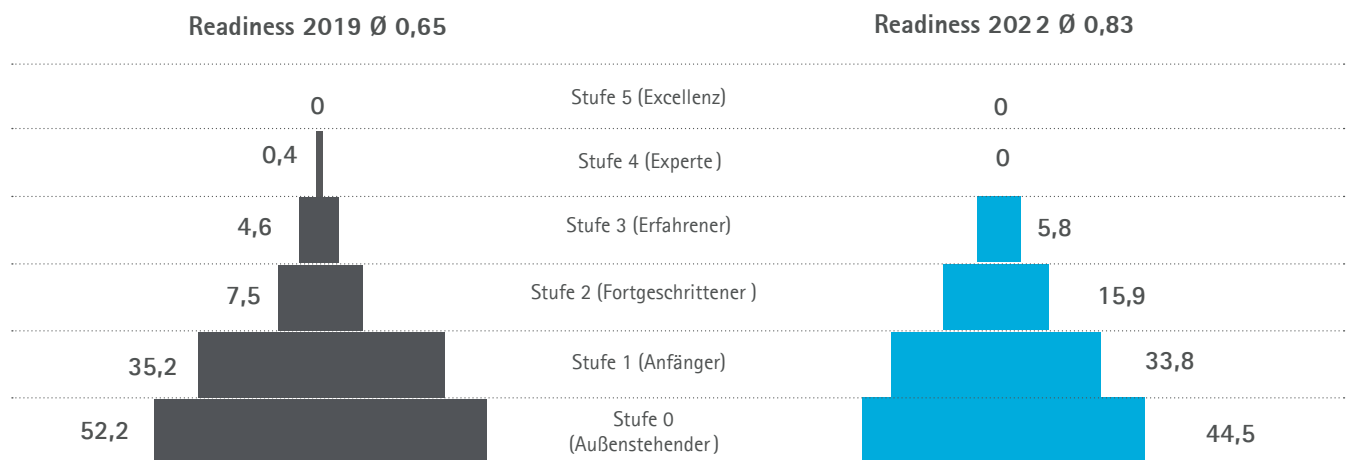 Readiness 2019 Ø 0,65
Readiness 2022 Ø 0,83
0
Stufe 5 (Excellenz)
0
0,4
Stufe 4 (Experte)
0
4,6
Stufe 3 (Erfahrener)
5,8
7,5
Stufe 2 (Fortgeschrittener )
15,9
35,2
Stufe 1 (Anfänger)
33,8
52,2
Stufe 0
(Außenstehender)
44,5